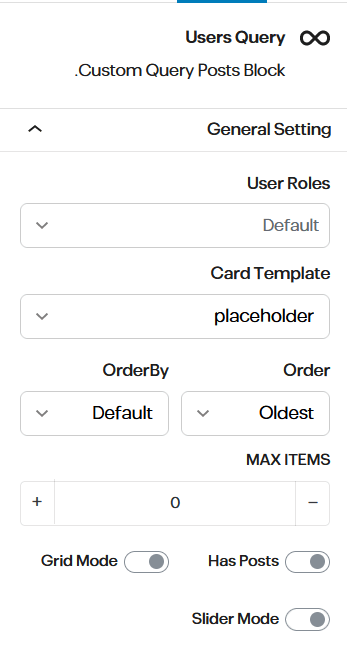 Users Query
.Custom Query Posts Block
General Setting
User Roles
Default
Card Template
placeholder
Order
OrderBy
Oldest
Default
MAX ITEMS
+ 0 −
Has Posts
Grid Mode
Slider Mode